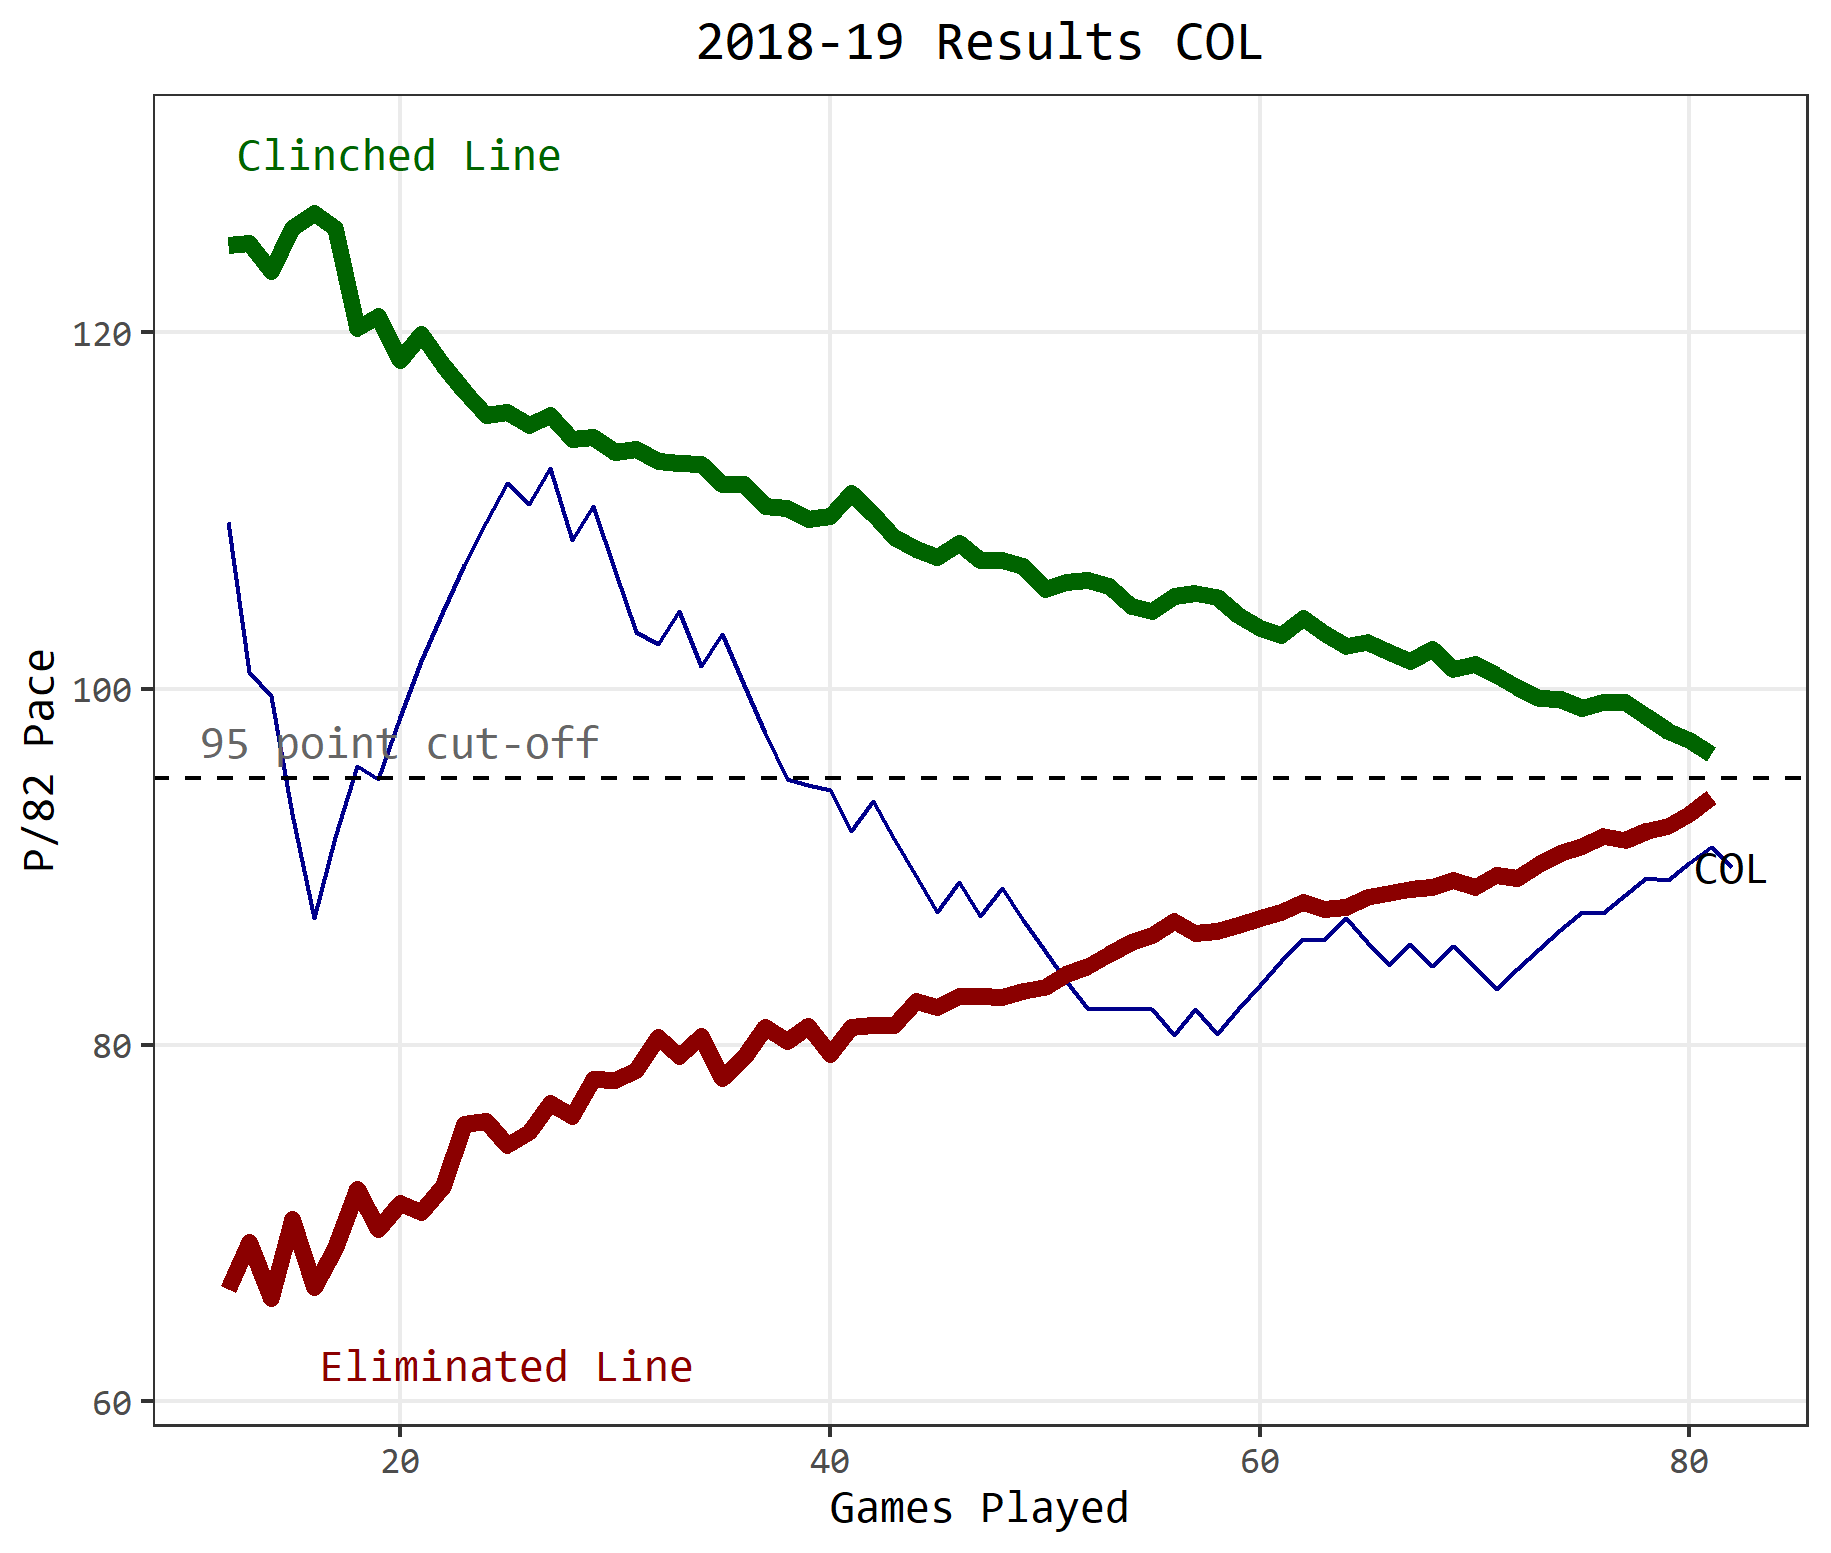 2018-19 Results COL
Clinched Line
120
100
95 point cut-off
COL
80
Eliminated Line
60
20 40 60 80
Games Played
P/82 Pace